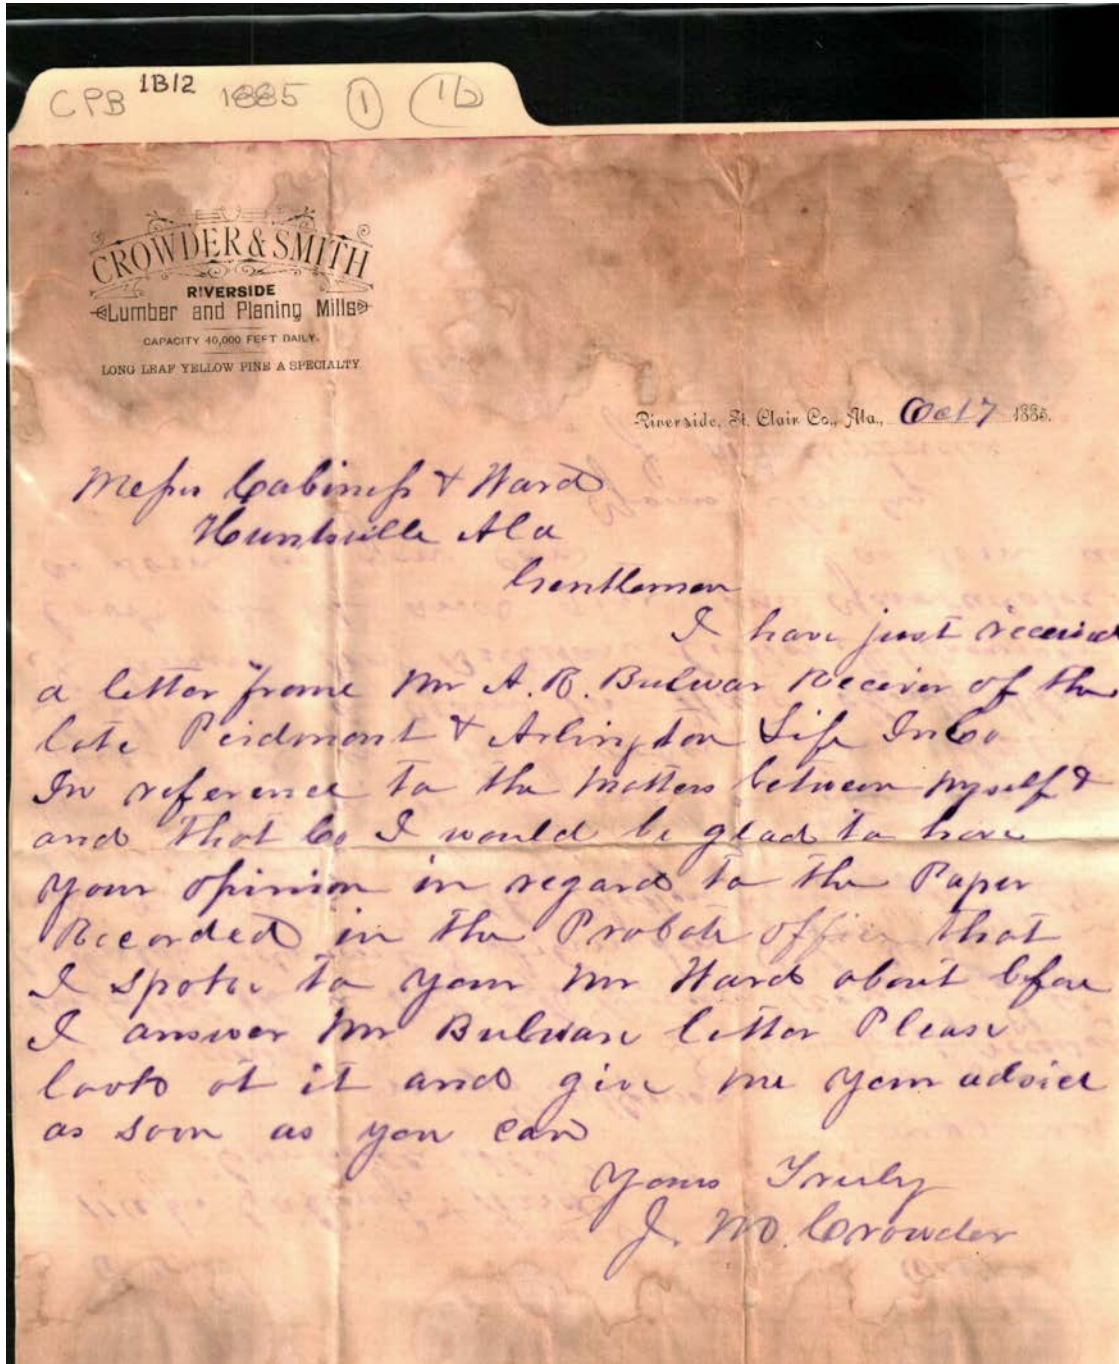 CPB 1B12 1885 1 1b
CROWDER & SMITH
RIVERSIDE
Lumber and Planing Mills
CAPACITY 40,000 FEET DAILY.
LONG LEAF YELLOW PINE A SPECIALTY.
Riverside, St. Clair Co., Ala., Oct 7 1885.
Messrs Cabiness & Ward
Huntsville Ala
Gentlemen
I have just received
a letter frome Mr A. R. Bulwar Receiver of the
late Peidmont & Arlington Life In Co
In reference to the matters between myself &
and that Co I would be glad to have
your opinion in regard to the Paper
Recorded in the Probate office that
I spoke to your Mr Ward about before
I answer Mr Bulwars letter Please
look at it and give me your advice
as soon as you can
Yours Truly
J. M. Crowder